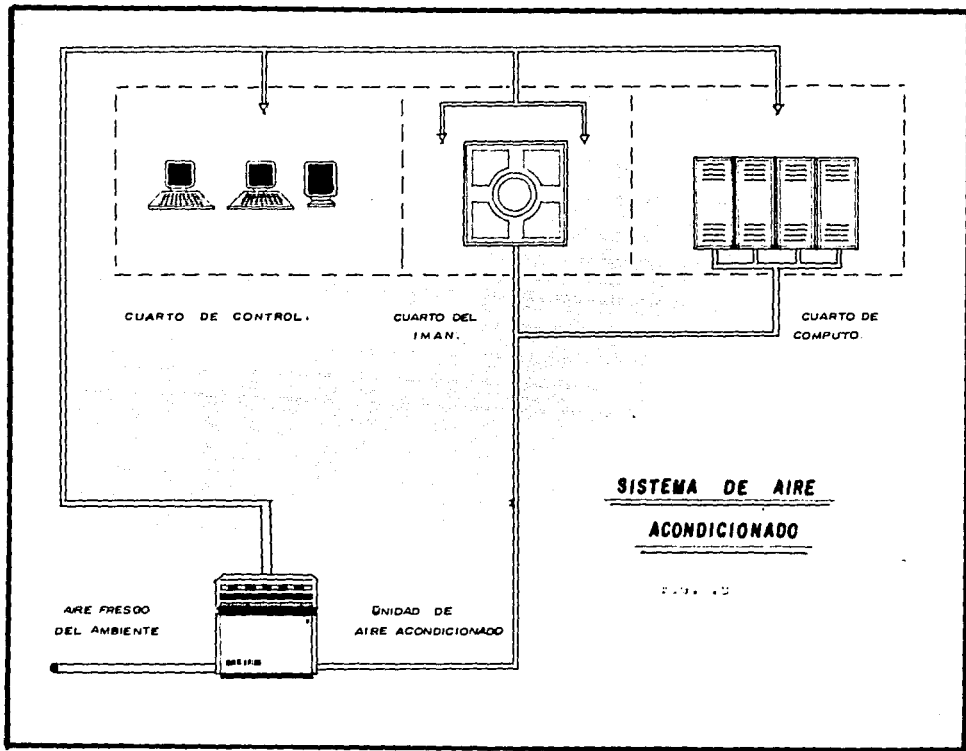 CUARTO DE CONTROL.
CUARTO DEL
IMAN.
CUARTO DE
COMPUTO.
SISTEMA DE AIRE
ACONDICIONADO
AIRE FRESCO
DEL AMBIENTE
UNIDAD DE
AIRE ACONDICIONADO